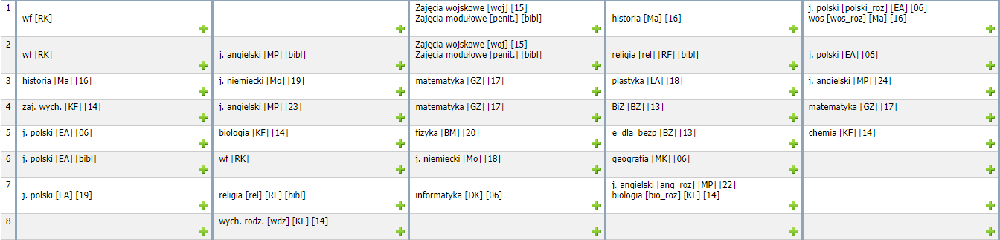 1
wf [RK]
Zajęcia wojskowe [woj] [15]
Zajęcia modułowe [penit.] [bibl]
historia [Ma] [16]
j. polski [polski_roz] [EA] [06]
wos [wos_roz] [Ma] [16]
2
wf [RK]
j. angielski [MP] [bibl]
Zajęcia wojskowe [woj] [15]
Zajęcia modułowe [penit.] [bibl]
religia [rel] [RF] [bibl]
j. polski [EA] [06]
3
historia [Ma] [16]
j. niemiecki [Mo] [19]
matematyka [GZ] [17]
plastyka [LA] [18]
j. angielski [MP] [24]
4
zaj. wych. [KF] [14]
j. angielski [MP] [23]
matematyka [GZ] [17]
BiZ [BZ] [13]
matematyka [GZ] [17]
5
j. polski [EA] [06]
biologia [KF] [14]
fizyka [BM] [20]
e_dla_bezp [BZ] [13]
chemia [KF] [14]
6
j. polski [EA] [bibl]
wf [RK]
j. niemiecki [Mo] [18]
geografia [MK] [06]
7
j. polski [EA] [19]
religia [rel] [RF] [bibl]
informatyka [DK] [06]
j. angielski [ang_roz] [MP] [22]
biologia [bio_roz] [KF] [14]
8
wych. rodz. [wdz] [KF] [14]